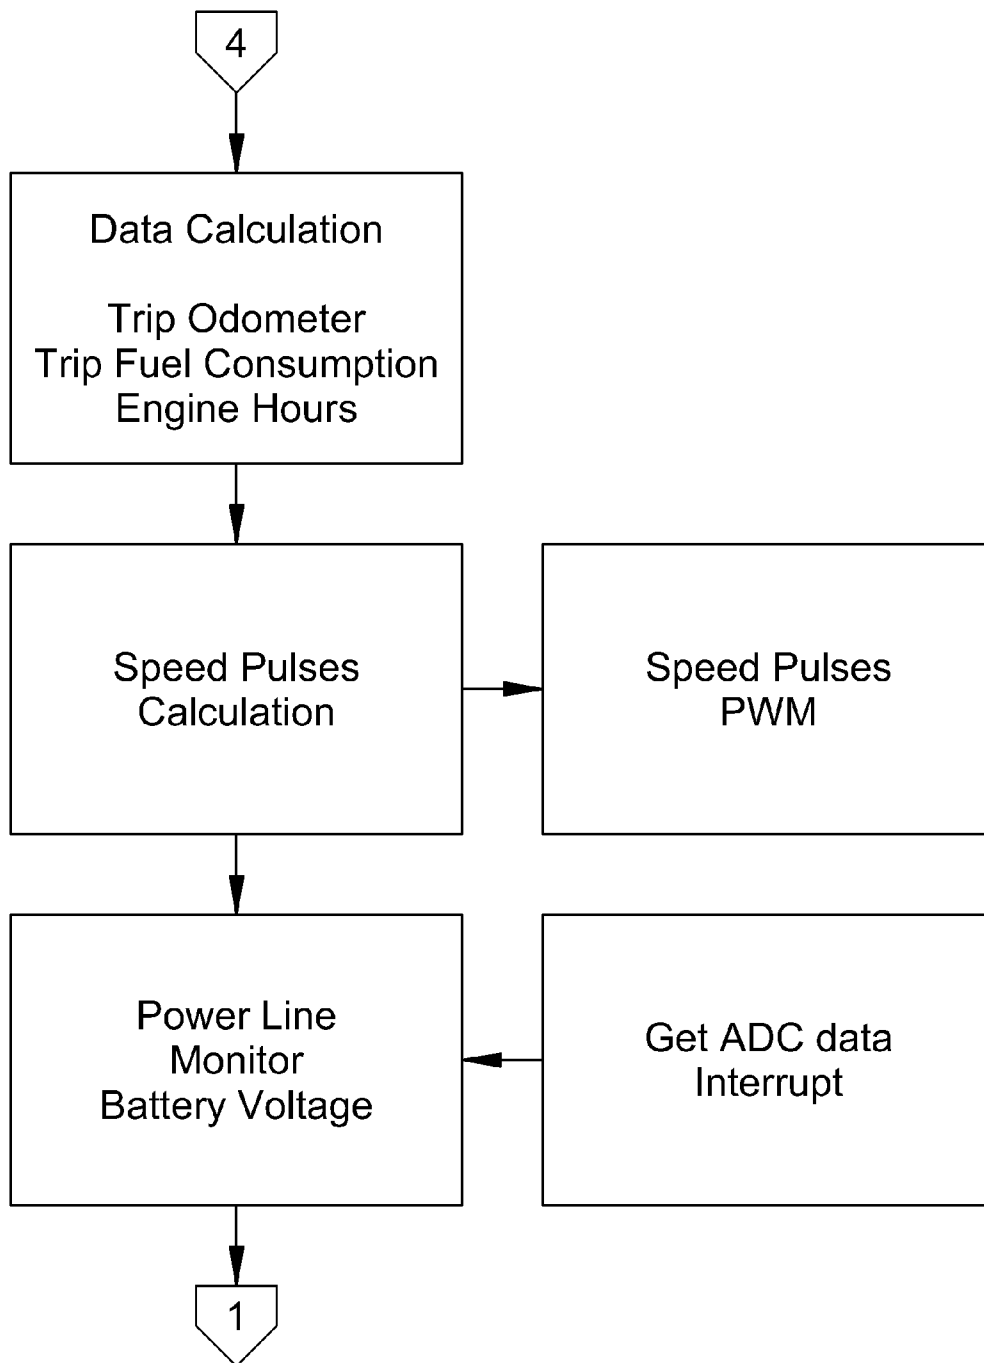 4
Data Calculation
Trip Odometer
Trip Fuel Consumption
Engine Hours
Speed Pulses
Calculation
Speed Pulses
PWM
Power Line
Monitor
Battery Voltage
Get ADC data
Interrupt
1